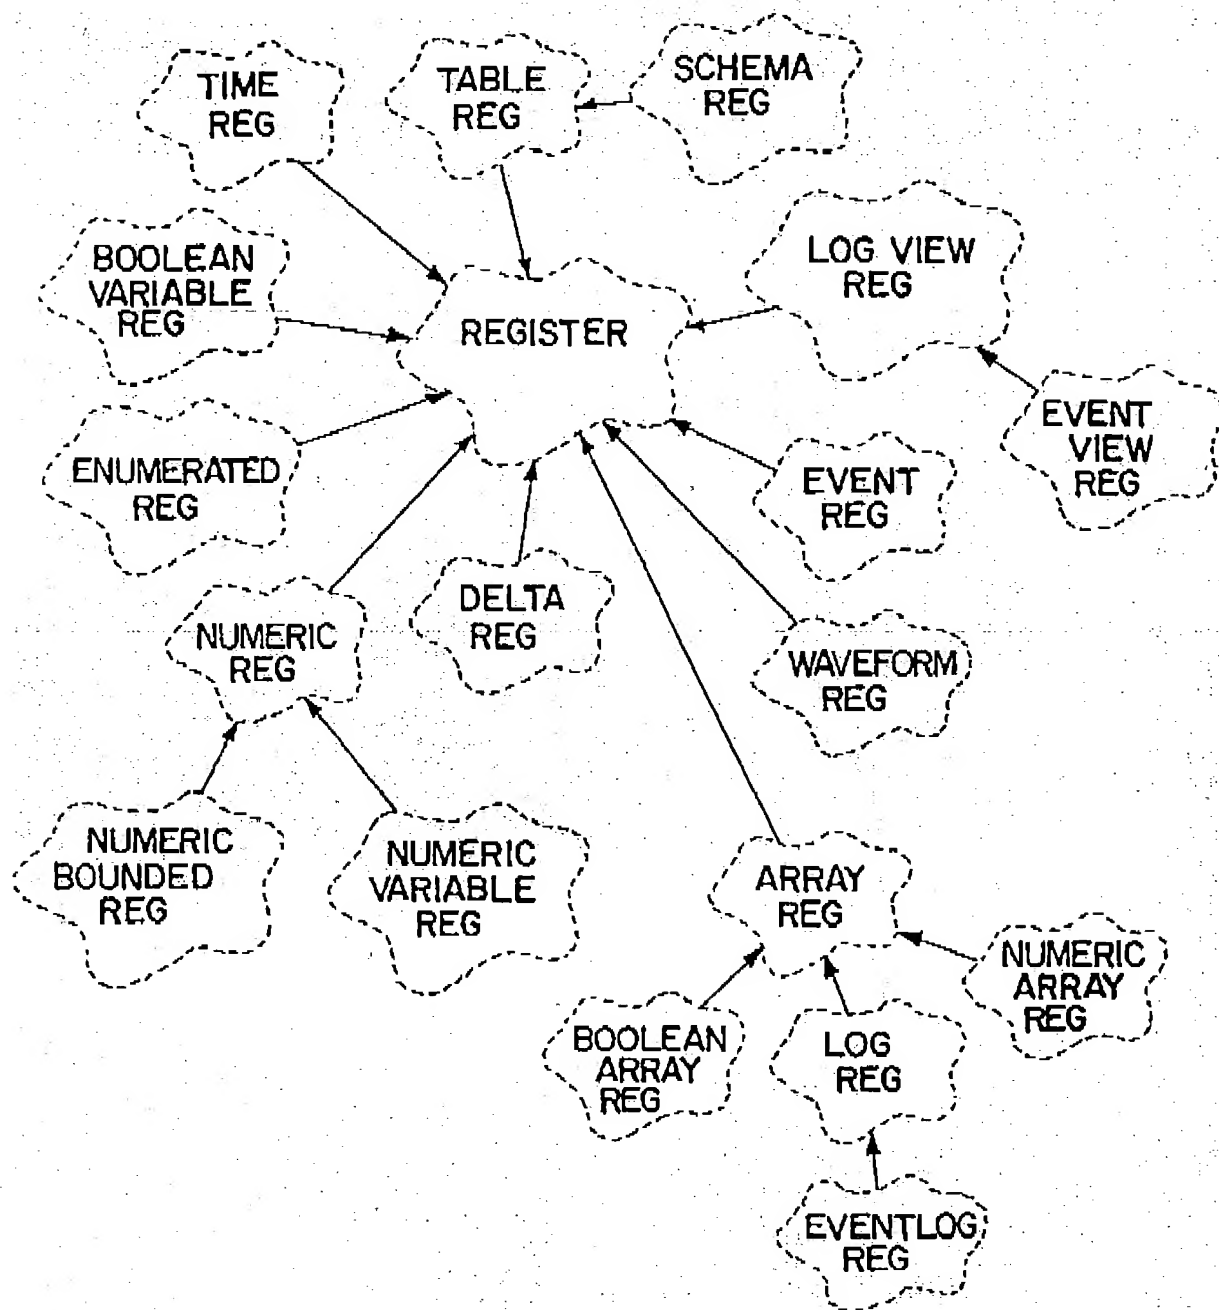 TIME
REG
TABLE
REG
SCHEMA
REG
BOOLEAN
VARIABLE
REG
REGISTER
LOG VIEW
REG
EVENT
VIEW
REG
ENUMERATED
REG
EVENT
REG
NUMERIC
REG
DELTA
REG
WAVEFORM
REG
NUMERIC
BOUNDED
REG
NUMERIC
VARIABLE
REG
ARRAY
REG
NUMERIC
ARRAY
REG
BOOLEAN
ARRAY
REG
LOG
REG
EVENTLOG
REG